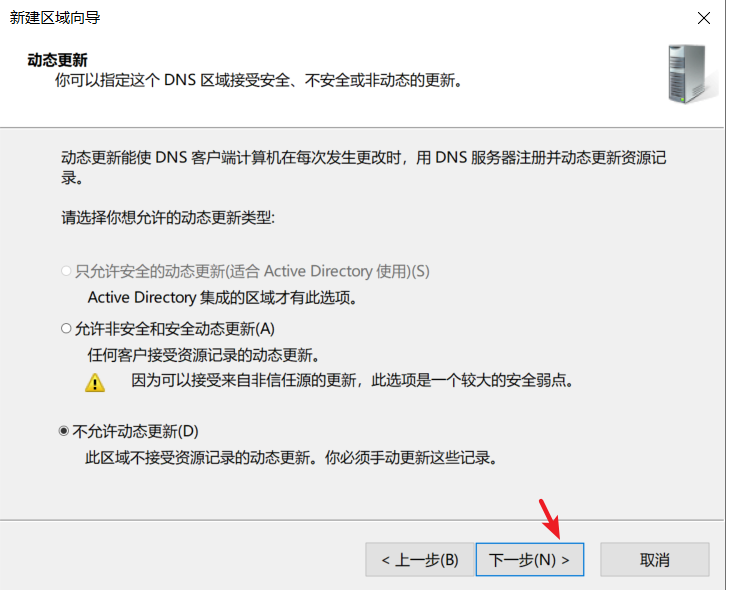 新建区域向导
动态更新
你可以指定这个 DNS 区域接受安全、不安全或非动态的更新。
动态更新能使 DNS 客户端计算机在每次发生更改时，用 DNS 服务器注册并动态更新资源记
录。
请选择你想允许的动态更新类型:
只允许安全的动态更新(适合 Active Directory 使用)(S)
Active Directory 集成的区域才有此选项。
允许非安全和安全动态更新(A)
任何客户接受资源记录的动态更新。
因为可以接受来自非信任源的更新，此选项是一个较大的安全弱点。
不允许动态更新(D)
此区域不接受资源记录的动态更新。你必须手动更新这些记录。
< 上一步(B) 下一步(N) > 取消